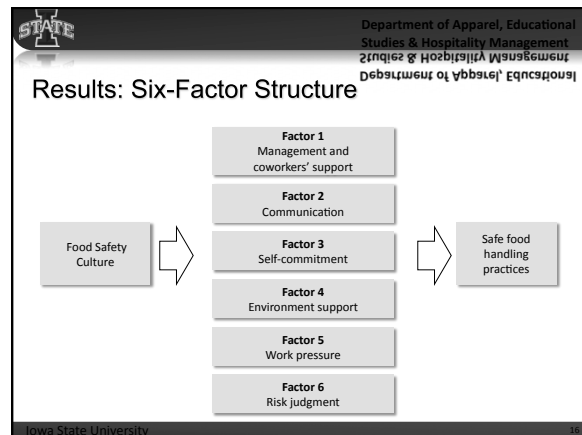 STATE
Department of Apparel, Educational
Studies & Hospitality Management
Results: Six-Factor Structure
Factor 1
Management and
coworkers' support
Factor 2
Communication
Food Safety
Culture
Factor 3
Self-commitment
Safe food
handling
practices
Factor 4
Environment support
Factor 5
Work pressure
Factor 6
Risk judgment
Iowa State University
16